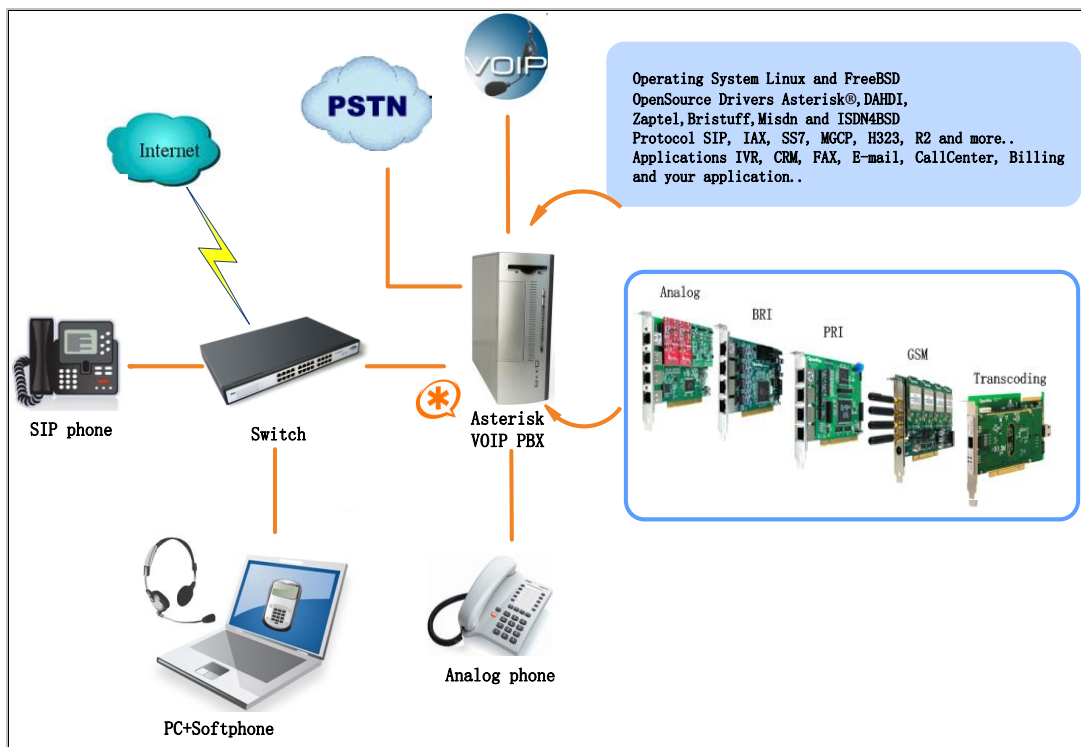 VOIP
PSTN
Internet
Operating System Linux and FreeBSD
OpenSource Drivers Asterisk®,DAHDI,
Zaptel,Bristuff,Misdn and ISDN4BSD
Protocol SIP, IAX, SS7, MGCP, H323, R2 and more..
Applications IVR, CRM, FAX, E-mail, CallCenter, Billing
and your application..
Analog
BRI
PRI
GSM
Transcoding
SIP phone
Switch
Asterisk
VOIP PBX
Analog phone
PC+Softphone